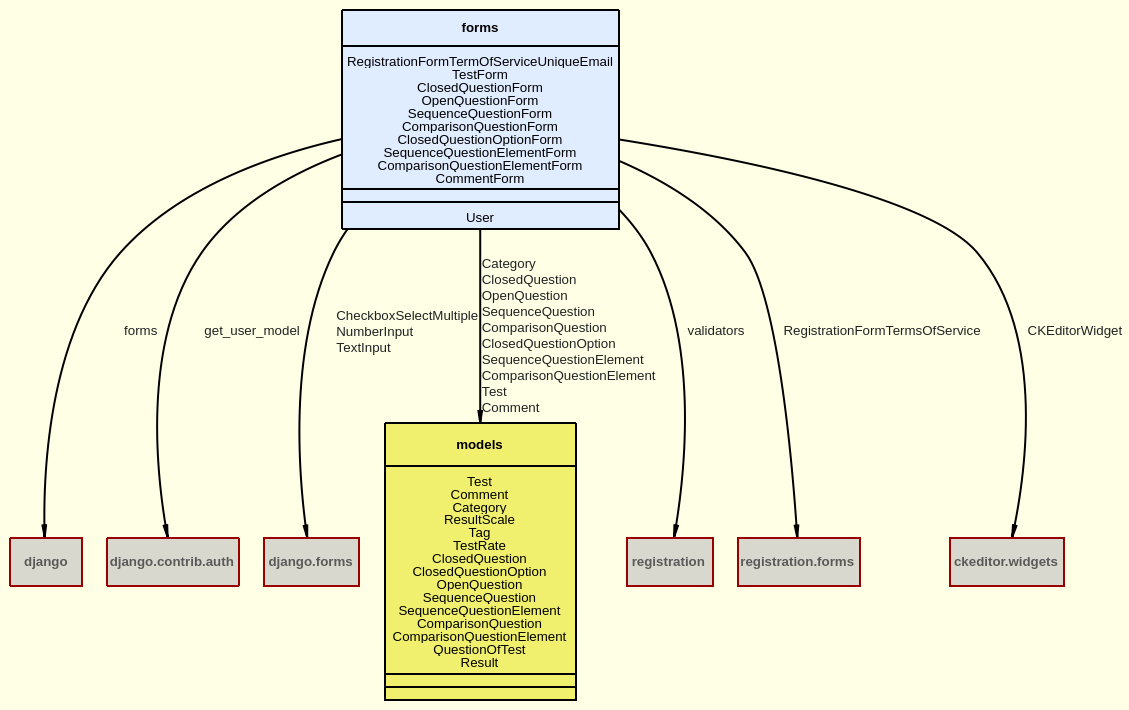 forms
RegistrationFormTermOfServiceUniqueEmail
TestForm
ClosedQuestionForm
OpenQuestionForm
SequenceQuestionForm
ComparisonQuestionForm
ClosedQuestionOptionForm
SequenceQuestionElementForm
ComparisonQuestionElementForm
CommentForm
User
forms
get_user_model
CheckboxSelectMultiple
NumberInput
TextInput
Category
ClosedQuestion
OpenQuestion
SequenceQuestion
ComparisonQuestion
ClosedQuestionOption
SequenceQuestionElement
ComparisonQuestionElement
Test
Comment
validators
RegistrationFormTermsOfService
CKEditorWidget
django
django.contrib.auth
django.forms
models
Test
Comment
Category
ResultScale
Tag
TestRate
ClosedQuestion
ClosedQuestionOption
OpenQuestion
SequenceQuestion
SequenceQuestionElement
ComparisonQuestion
ComparisonQuestionElement
QuestionOfTest
Result
registration
registration.forms
ckeditor.widgets